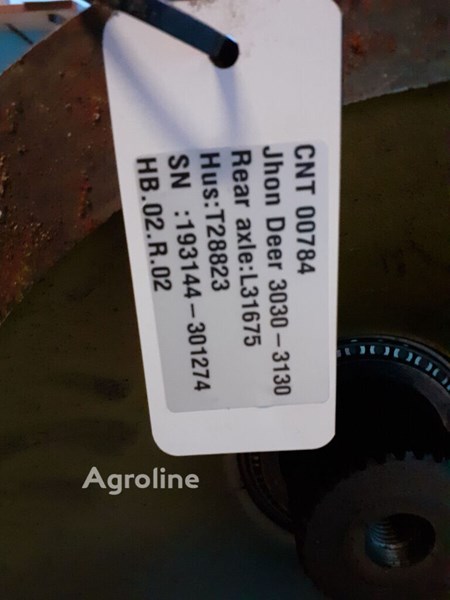 CNT 00784
Jhon Deer 3030-3130
Rear axle:L31675
Hus:T28823
SN :193144-301274
HB.02.R.02
Agroline